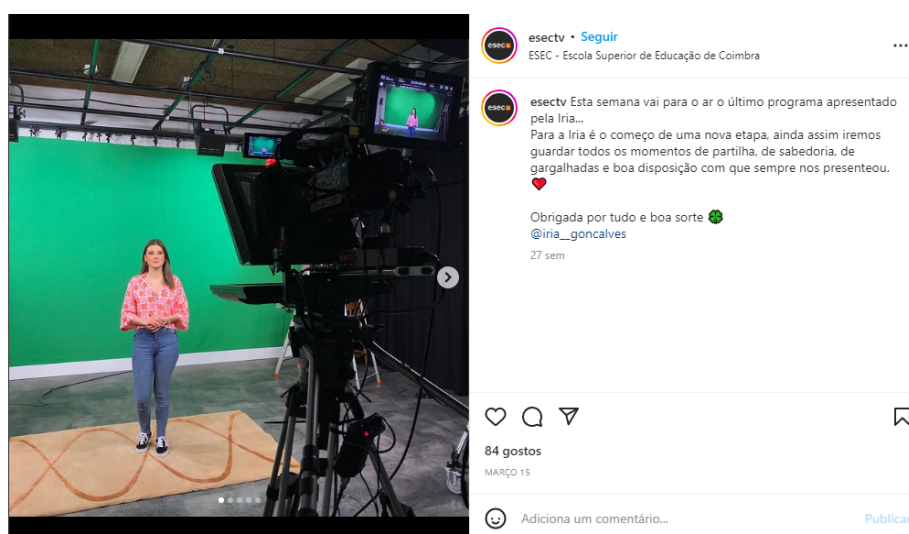 esectv • Seguir
ESEC - Escola Superior de Educação de Coimbra
esectv Esta semana vai para o ar o último programa apresentado
pela Iria...
Para a Iria é o começo de uma nova etapa, ainda assim iremos
guardar todos os momentos de partilha, de sabedoria, de
gargalhadas e boa disposição com que sempre nos presenteou.
❤️
Obrigada por tudo e boa sorte 🍀
@iria__goncalves
27 sem
84 gostos
MARÇO 15
Adiciona um comentário...
Publicar